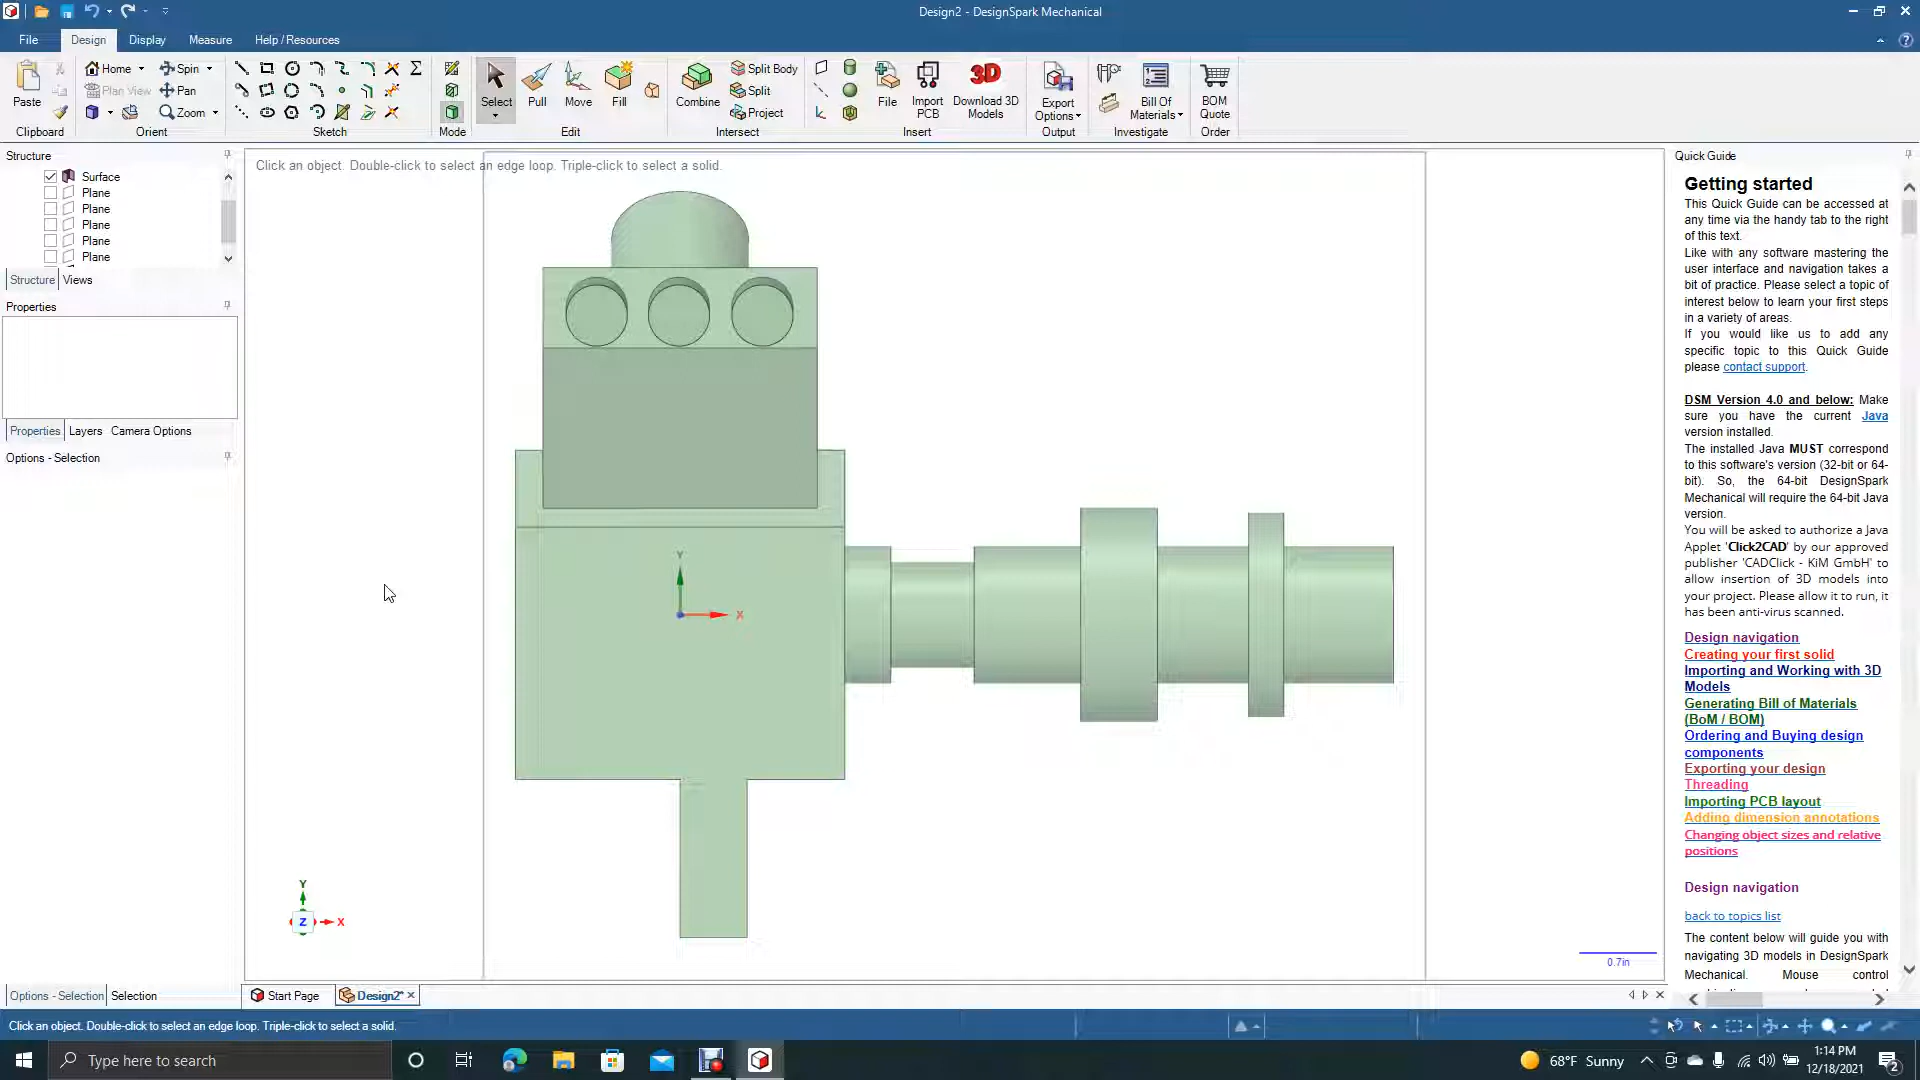 Design2 - DesignSpark Mechanical
File
Design
Display
Measure
Help / Resources
Paste
Clipboard
Home
Plan View
Orient
Spin
Pan
Zoom
Sketch
Mode
Select
Pull
Move
Fill
Edit
Combine
Split Body
Split
Project
Intersect
File
Import
PCB
Download 3D
Models
Insert
3D
Export
Options
Output
Bill Of
Materials
Investigate
BOM
Quote
Order
Structure
Surface
Plane
Plane
Plane
Plane
Plane
Structure
Views
Properties
Properties
Layers
Camera Options
Options - Selection
Click an object. Double-click to select an edge loop. Triple-click to select a solid.
Y
X
Y
Z
X
0.7in
Quick Guide
Getting started
This Quick Guide can be accessed at
any time via the handy tab to the right
of this text.
Like with any software mastering the
user interface and navigation takes a
bit of practice. Please select a topic of
interest below to learn your first steps
in a variety of areas.
If you would like us to add any
specific topic to this Quick Guide
please contact support.
DSM Version 4.0 and below: Make
sure you have the current Java
version installed.
The installed Java MUST correspond
to this software's version (32-bit or 64-
bit). So, the 64-bit DesignSpark
Mechanical will require the 64-bit Java
version.
You will be asked to authorize a Java
Applet 'Click2CAD' by our approved
publisher 'CADClick - KiM GmbH' to
allow insertion of 3D models into
your project. Please allow it to run, it
has been anti-virus scanned.
Design navigation
Creating your first solid
Importing and Working with 3D
Models
Generating Bill of Materials
(BoM / BOM)
Ordering and Buying design
components
Exporting your design
Threading
Importing PCB layout
Adding dimension annotations
Changing object sizes and relative
positions
Design navigation
back to topics list
The content below will guide you with
navigating 3D models in DesignSpark
Mechanical. Mouse control
Options - Selection
Selection
Start Page
Design2*
Click an object. Double-click to select an edge loop. Triple-click to select a solid.
Type here to search
68°F Sunny
1:14 PM
12/18/2021
2